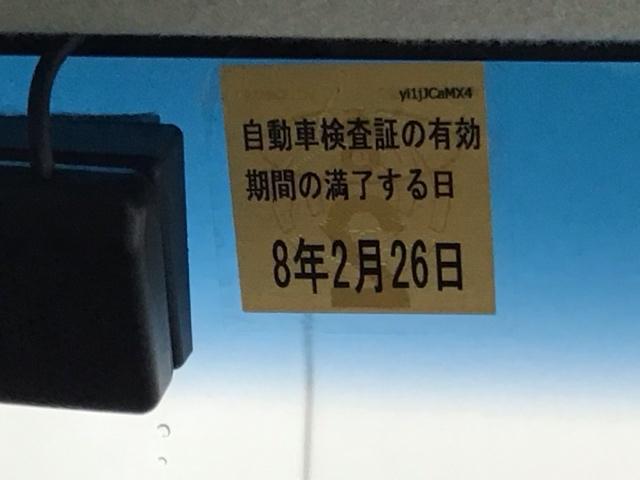 yi1jJCaMX4
自動車検査証の有効
期間の満了する日
8年2月26日